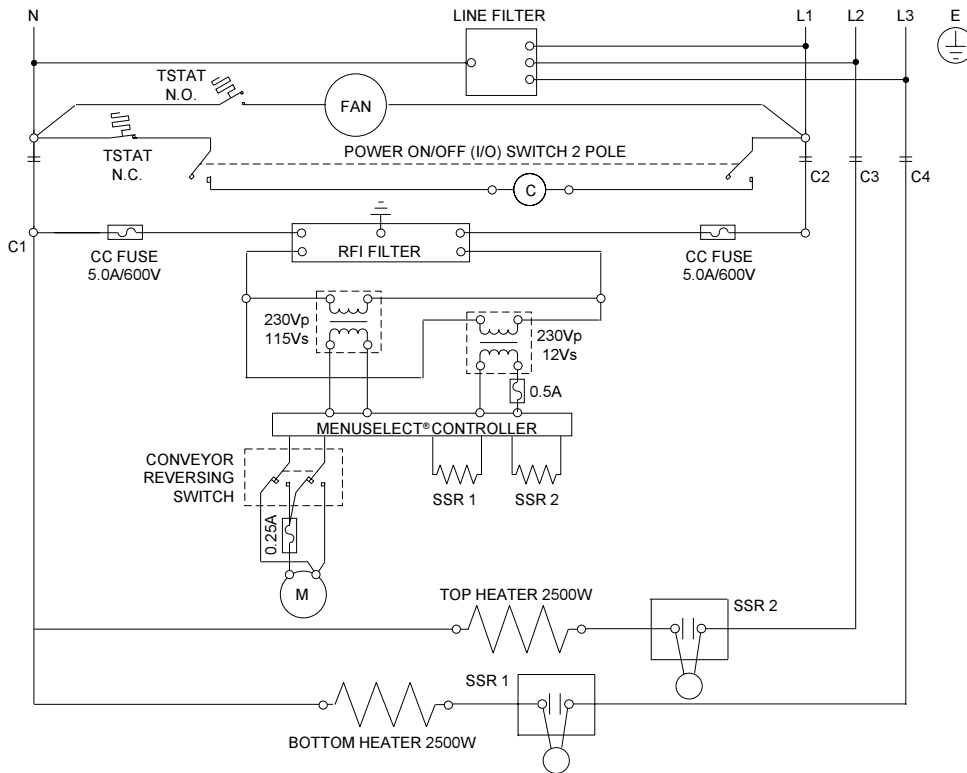 N
LINE FILTER
L1
L2
L3
E
TSTAT
N.O.
FAN
TSTAT
N.C.
POWER ON/OFF (I/O) SWITCH 2 POLE
C
C2
C3
C4
C1
CC FUSE
5.0A/600V
RFI FILTER
CC FUSE
5.0A/600V
230Vp
115Vs
230Vp
12Vs
0.5A
MENUSELECT® CONTROLLER
CONVEYOR
REVERSING
SWITCH
SSR 1
SSR 2
0.25A
M
TOP HEATER 2500W
SSR 2
SSR 1
BOTTOM HEATER 2500W